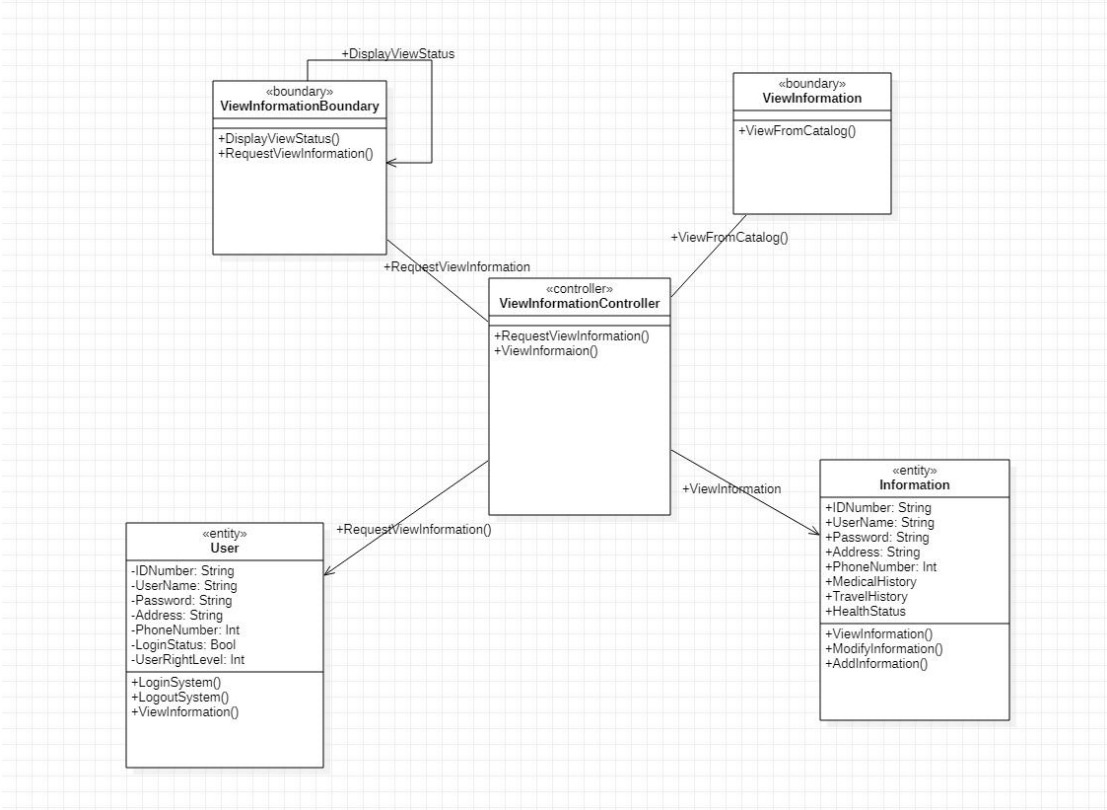 +DisplayViewStatus
«boundary»
ViewInformationBoundary
+DisplayViewStatus()
+RequestViewInformation()
«boundary»
ViewInformation
+ViewFromCatalog()
+ViewFromCatalog()
+RequestViewInformation
«controller»
ViewInformationController
+RequestViewInformation()
+ViewInformaion()
+ViewInformation
+RequestViewInformation()
«entity»
User
-IDNumber: String
-UserName: String
-Password: String
-Address: String
-PhoneNumber: Int
-LoginStatus: Bool
-UserRightLevel: Int
+LoginSystem()
+LogoutSystem()
+ViewInformation()
«entity»
Information
+IDNumber: String
+UserName: String
+Password: String
+Address: String
+PhoneNumber: Int
+MedicalHistory
+TravelHistory
+HealthStatus
+ViewInformation()
+ModifyInformation()
+AddInformation()